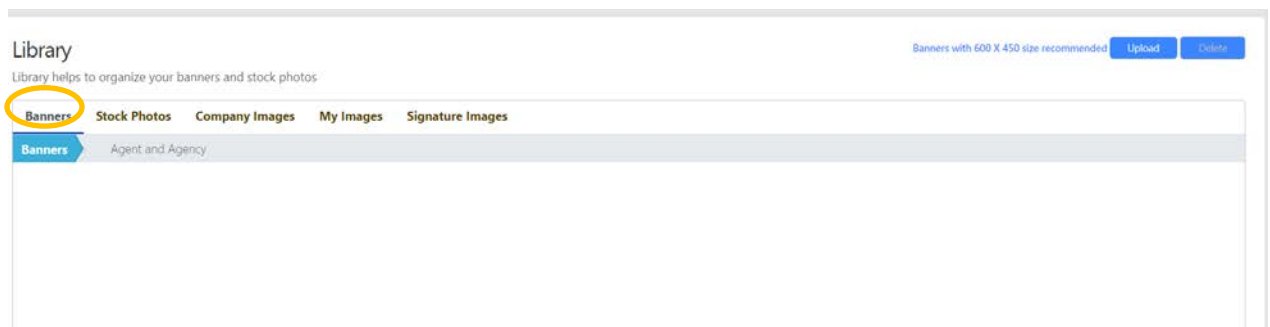 Library
Banners with 600 X 450 size recommended Upload Delete
Library helps to organize your banners and stock photos
Banners Stock Photos Company Images My Images Signature Images
Banners Agent and Agency